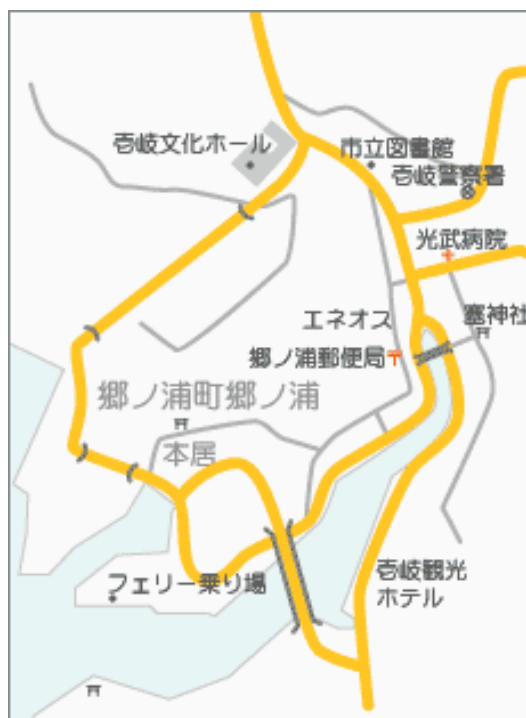 壱岐文化ホール
市立図書館
壱岐警察署
光武病院
エネオス
塞神社
郷ノ浦郵便局
郷ノ浦町郷ノ浦
本居
フェリー乗り場
壱岐観光
ホテル